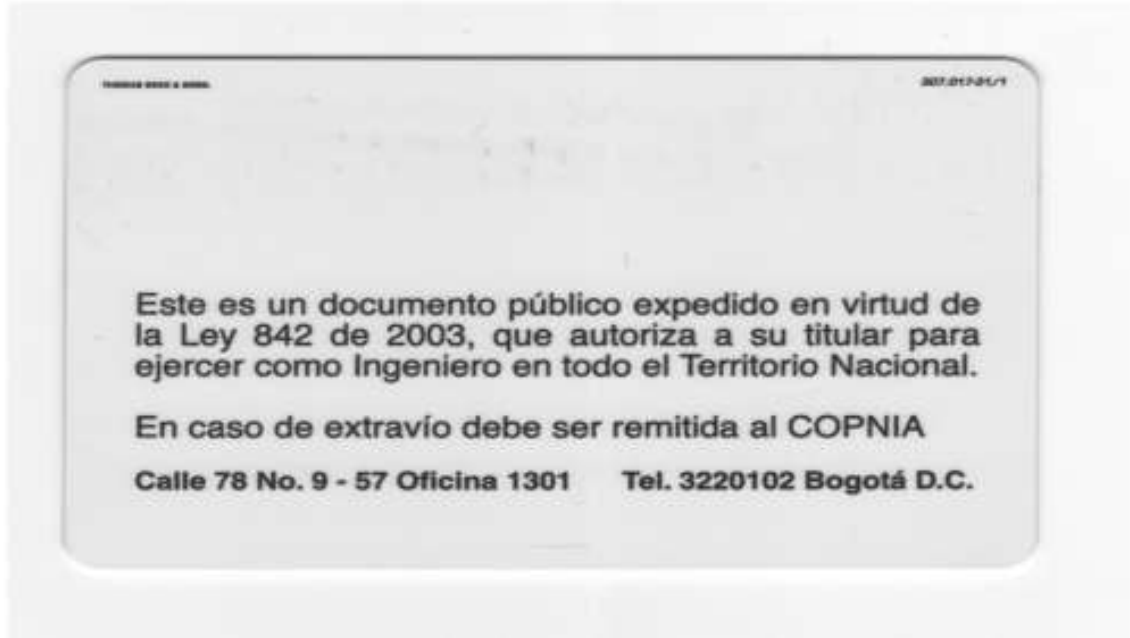 Este es un documento público expedido en virtud de
la Ley 842 de 2003, que autoriza a su titular para
ejercer como Ingeniero en todo el Territorio Nacional.
En caso de extravío debe ser remitida al COPNIA
Calle 78 No. 9 - 57 Oficina 1301 Tel. 3220102 Bogotá D.C.